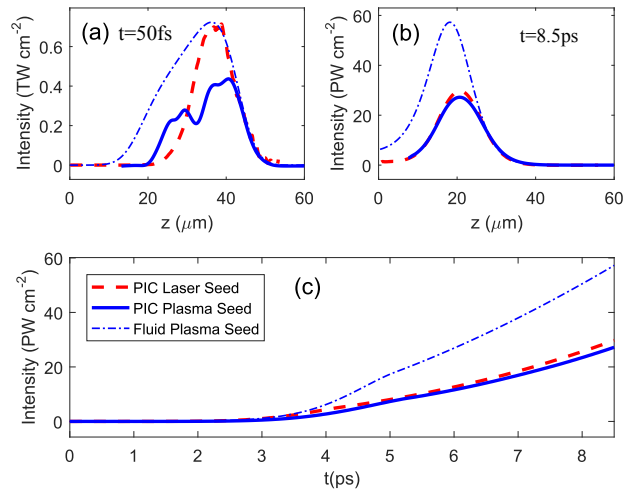 (a) t=50fs
0.6
0.4
0.2
0
Intensity (TW cm-2)
0 20 40 60
z (μm)
(b) t=8.5ps
60
40
20
0
Intensity (PW cm-2)
0 20 40 60
z (μm)
(c)
60
40
20
0
Intensity (PW cm-2)
PIC Laser Seed
PIC Plasma Seed
Fluid Plasma Seed
0 1 2 3 4 5 6 7 8
t(ps)